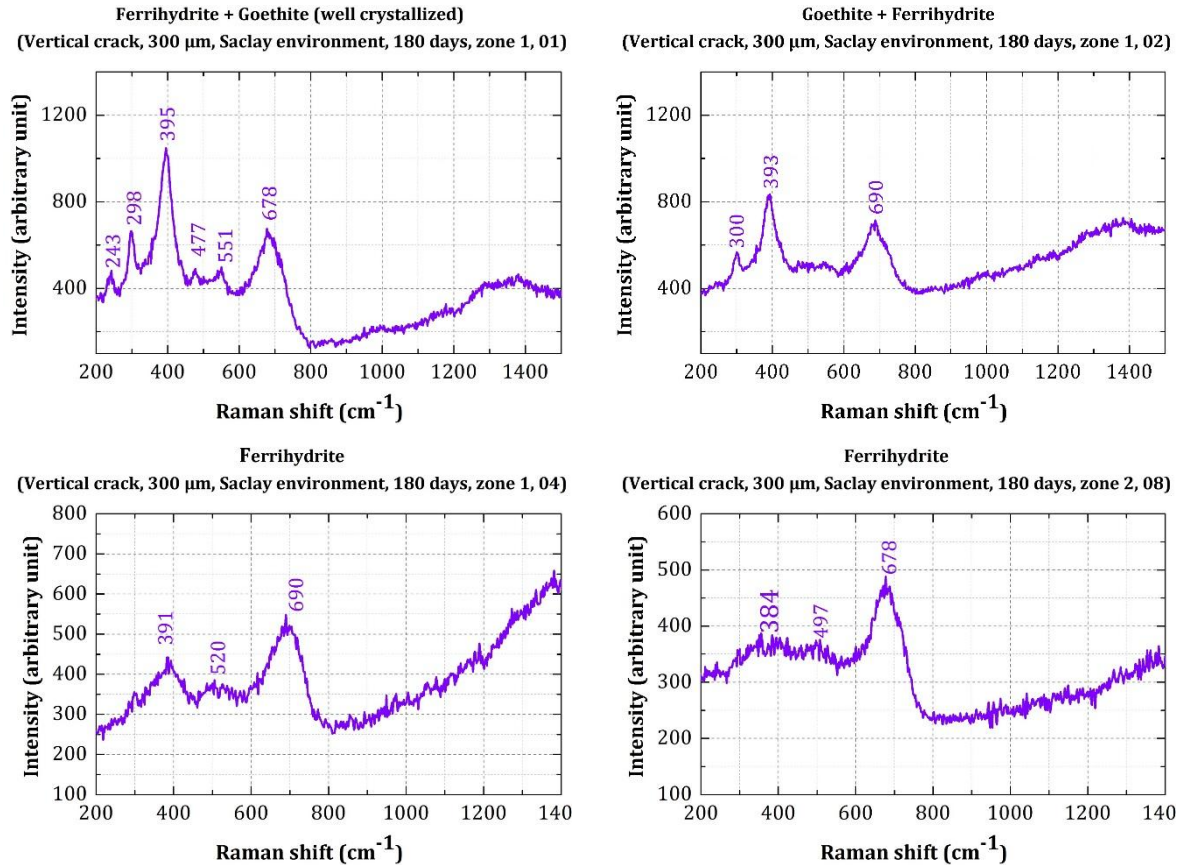 Ferrihydrite + Goethite (well crystallized)
(Vertical crack, 300 µm, Saclay environment, 180 days, zone 1, 01)
Intensity (arbitrary unit)
1200
800
400
243
298
395
477
551
678
200 400 600 800 1000 1200 1400
Raman shift (cm-1)
Goethite + Ferrihydrite
(Vertical crack, 300 µm, Saclay environment, 180 days, zone 1, 02)
Intensity (arbitrary unit)
1200
800
400
300
393
690
200 400 600 800 1000 1200 1400
Raman shift (cm-1)
Ferrihydrite
(Vertical crack, 300 µm, Saclay environment, 180 days, zone 1, 04)
Intensity (arbitrary unit)
800
700
600
500
400
300
200
100
391
520
690
200 400 600 800 1000 1200 140
Raman shift (cm-1)
Ferrihydrite
(Vertical crack, 300 µm, Saclay environment, 180 days, zone 2, 08)
Intensity (arbitrary unit)
600
500
400
300
200
100
384
497
678
200 400 600 800 1000 1200 140
Raman shift (cm-1)